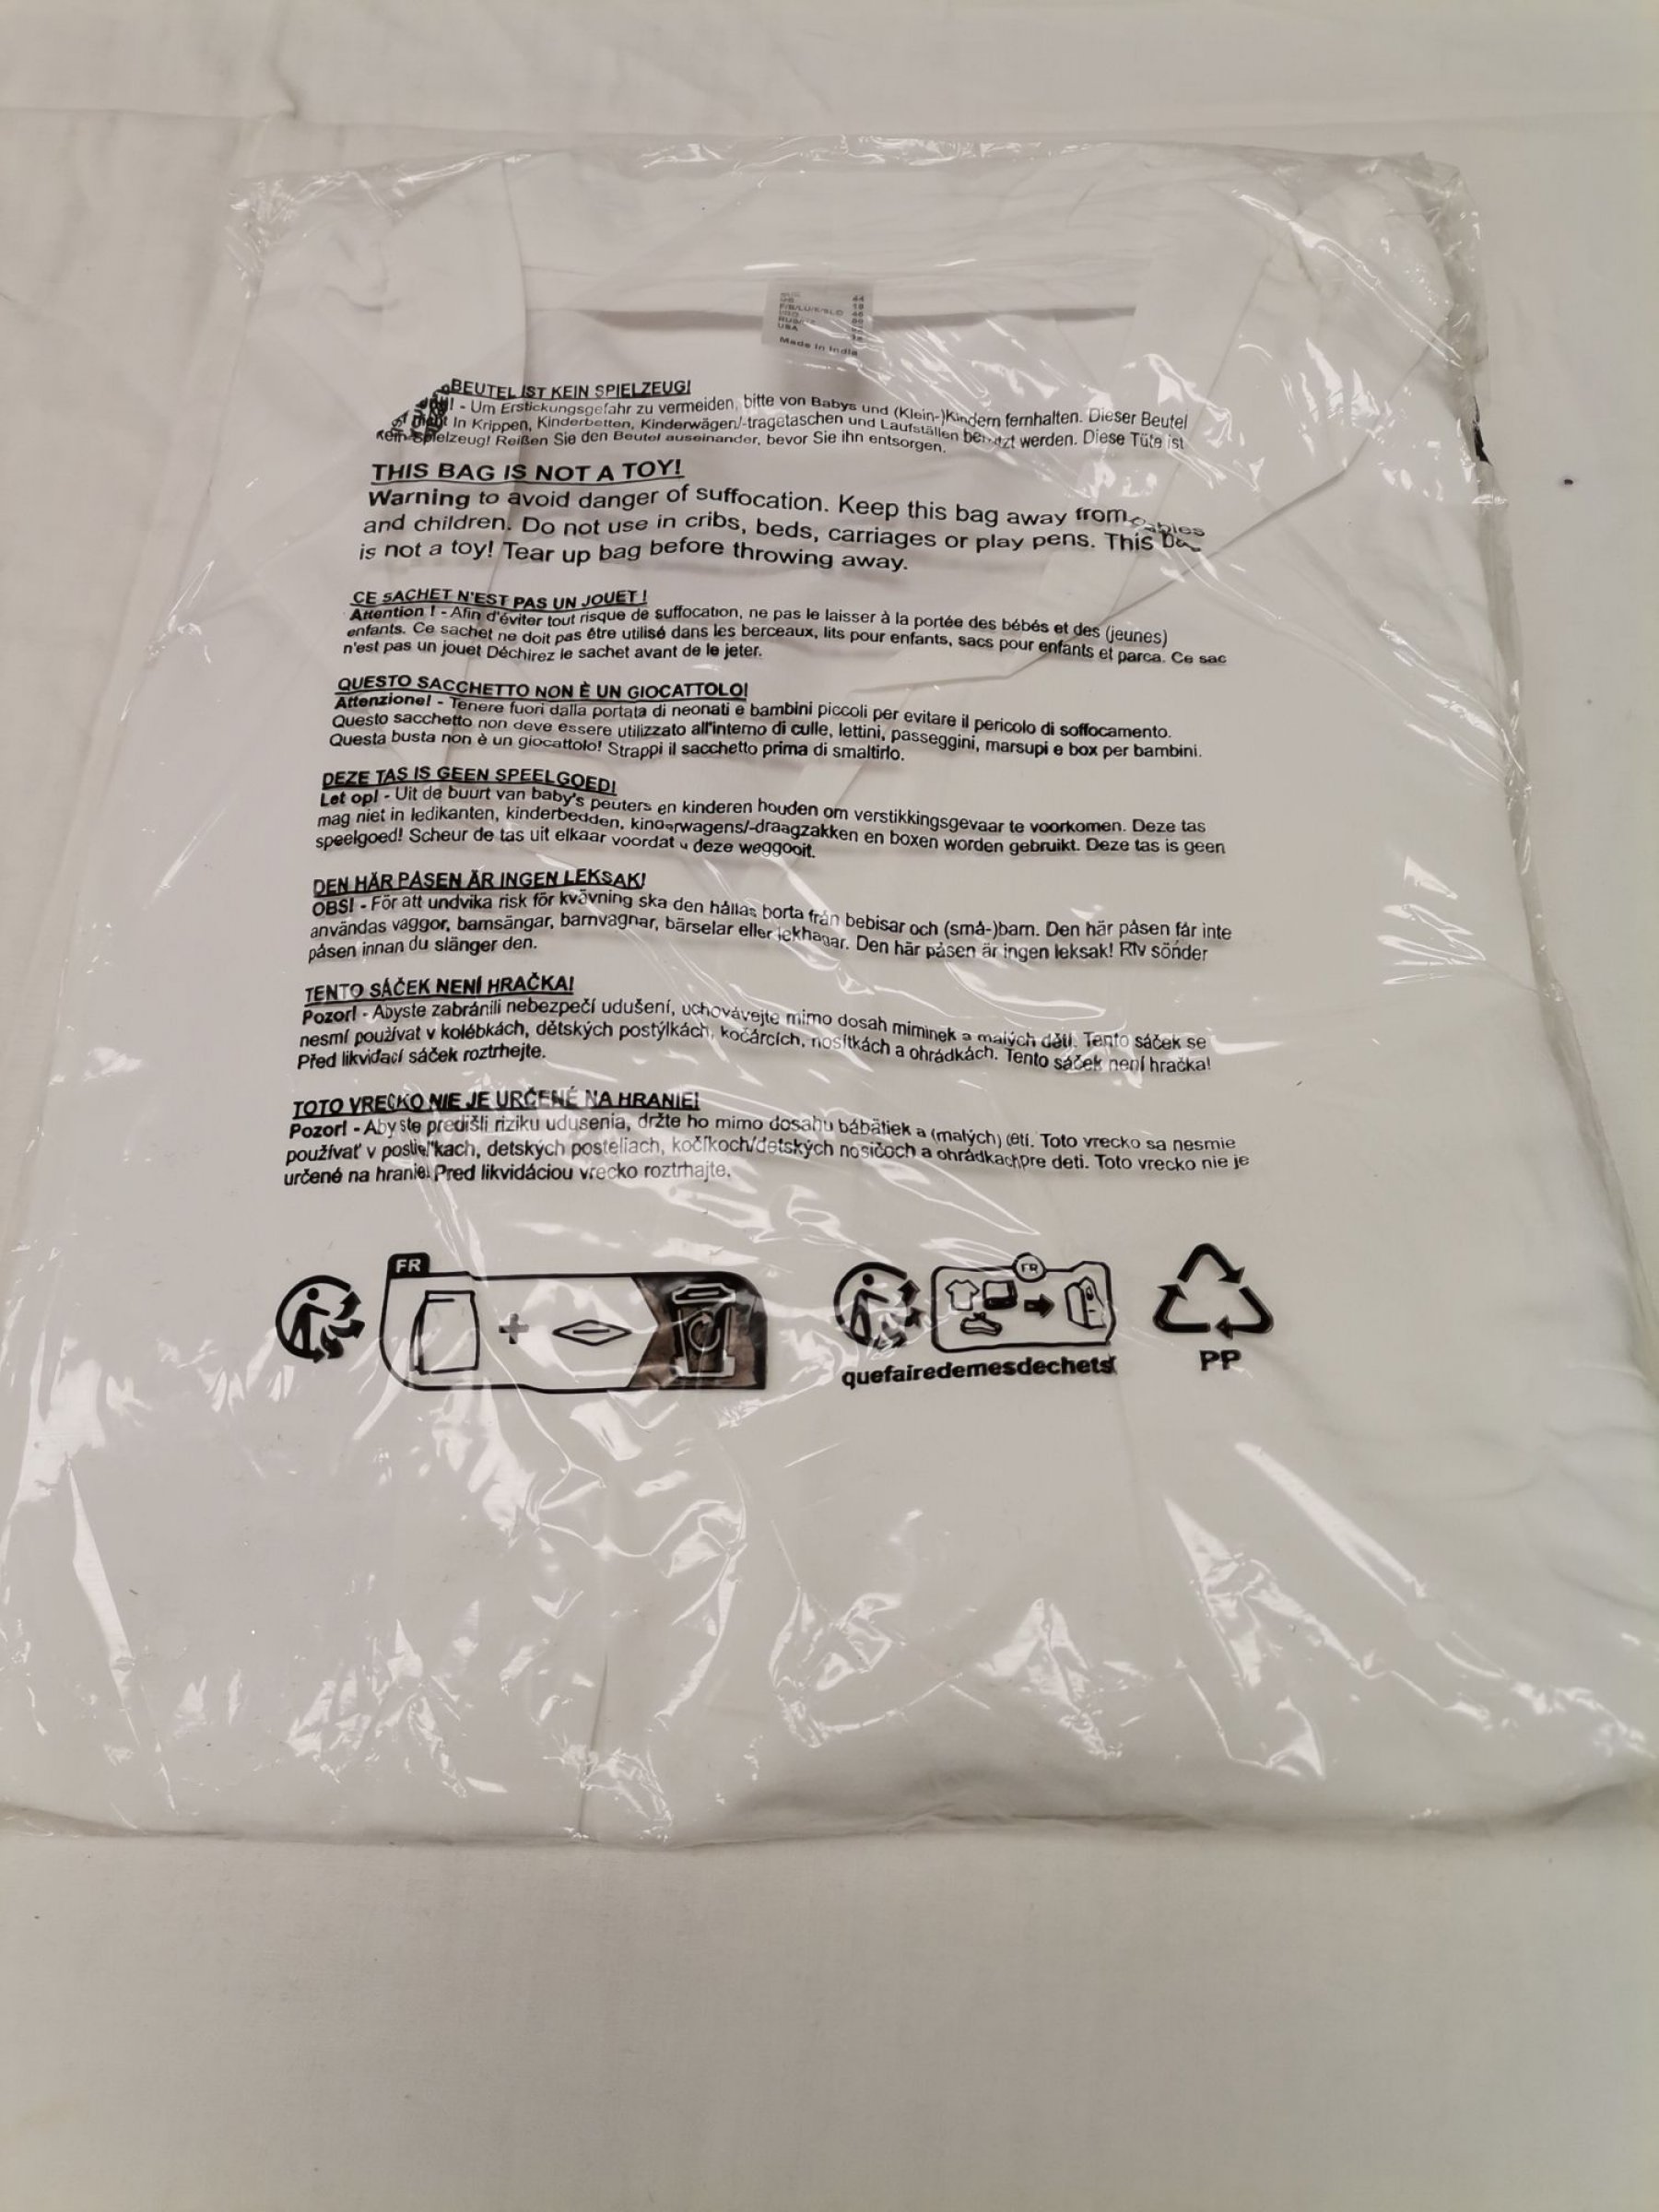 44
18
46
USA
Made in India
BEUTEL IST KEIN SPIELZEUG!
- Um Erstickungsgefahr zu vermeiden, bitte von Babys und (Klein-)Kindern fernhalten. Dieser Beutel
nicht In Krippen, Kinderbetten, Kinderwägen/-tragetaschen und Laufställen benutzt werden. Diese Tüte ist
kein Spielzeug! Reißen Sie den Beutel auseinander, bevor Sie ihn entsorgen.
THIS BAG IS NOT A TOY!
Warning to avoid danger of suffocation. Keep this bag away from babies
and children. Do not use in cribs, beds, carriages or play pens. This
is not a toy! Tear up bag before throwing away.
CE SACHET N'EST PAS UN JOUET !
Attention ! - Afin d'éviter tout risque de suffocation, ne pas le laisser à la portée des bébés et des (jeunes)
enfants. Ce sachet ne doit pas être utilisé dans les berceaux, lits pour enfants, sacs pour enfants et parca. Ce sac
n'est pas un jouet Déchirez le sachet avant de le jeter.
QUESTO SACCHETTO NON È UN GIOCATTOLO!
Attenzione! - Tenere fuori dalla portata di neonati e bambini piccoli per evitare il pericolo di soffocamento.
Questo sacchetto non deve essere utilizzato all'interno di culle, lettini, passeggini, marsupi e box per bambini.
Questa busta non è un giocattolo! Strappi il sacchetto prima di smaltirlo.
DEZE TAS IS GEEN SPEELGOED!
Let op! - Uit de buurt van baby's peuters en kinderen houden om verstikkingsgevaar te voorkomen. Deze tas
mag niet in ledikanten, kinderbedden, kinderwagens/-draagzakken en boxen worden gebruikt. Deze tas is geen
speelgoed! Scheur de tas uit elkaar voordat u deze weggooit.
DEN HÄR PÅSEN ÄR INGEN LEKSAK!
OBS! - För att undvika risk för kvävning ska den hållas borta från bebisar och (små-)barn. Den här påsen får inte
användas vaggor, barnsängar, barnvagnar, bärselar eller lekhagar. Den här påsen är ingen leksak! Riv sönder
påsen innan du slänger den.
TENTO SÁČEK NENÍ HRAČKA!
Pozor! - Abyste zabránili nebezpečí udušení, uchovávejte mimo dosah miminek a malých dětí. Tento sáček se
nesmí používat v kolébkách, dětských postýlkách, kočárcích, nosítkách a ohrádkách. Tento sáček není hračka!
Před likvidací sáček roztrhejte.
TOTO VRECKO NIE JE URČENÉ NA HRANIE!
Pozor! - Aby ste predišli riziku udusenia, držte ho mimo dosahu bábätiek a (malých) detí. Toto vrecko sa nesmie
používať v postieľkach, detských posteliach, kočíkoch/detských nosičoch a ohrádkach pre deti. Toto vrecko nie je
určené na hranie! Pred likvidáciou vrecko roztrhajte.
FR
FR
quefairedemesdechets
PP